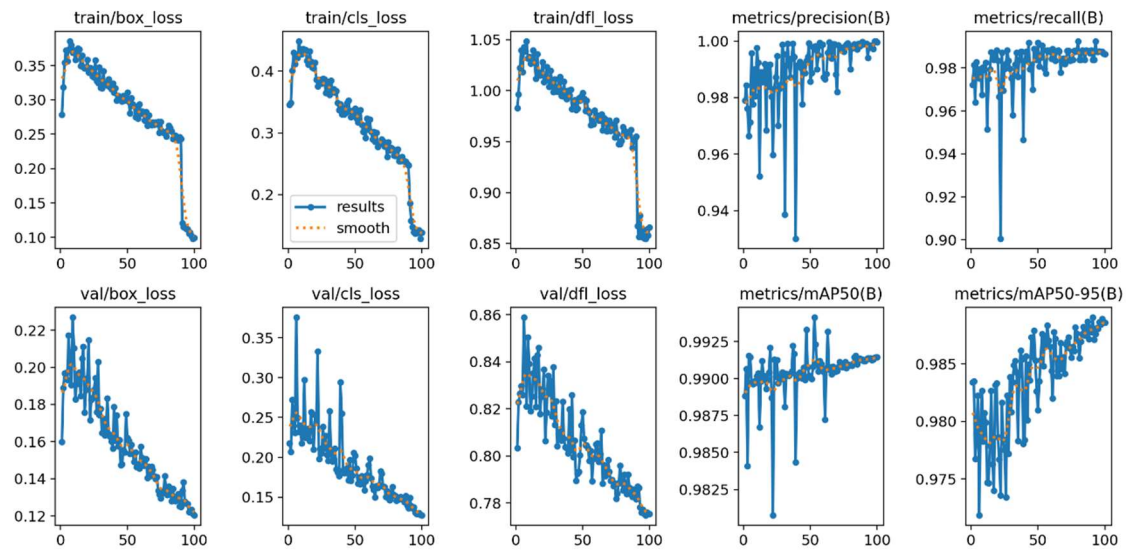 train/box_loss
train/cls_loss
train/dfl_loss
metrics/precision(B)
metrics/recall(B)
0.35
0.30
0.25
0.20
0.15
0.10
0 50 100
0.4
0.3
0.2
results
smooth
0 50 100
1.05
1.00
0.95
0.90
0.85
0 50 100
1.00
0.98
0.96
0.94
0 50 100
0.98
0.96
0.94
0.92
0.90
0 50 100
val/box_loss
val/cls_loss
val/dfl_loss
metrics/mAP50(B)
metrics/mAP50-95(B)
0.22
0.20
0.18
0.16
0.14
0.12
0 50 100
0.35
0.30
0.25
0.20
0.15
0 50 100
0.86
0.84
0.82
0.80
0.78
0 50 100
0.9925
0.9900
0.9875
0.9850
0.9825
0 50 100
0.985
0.980
0.975
0 50 100